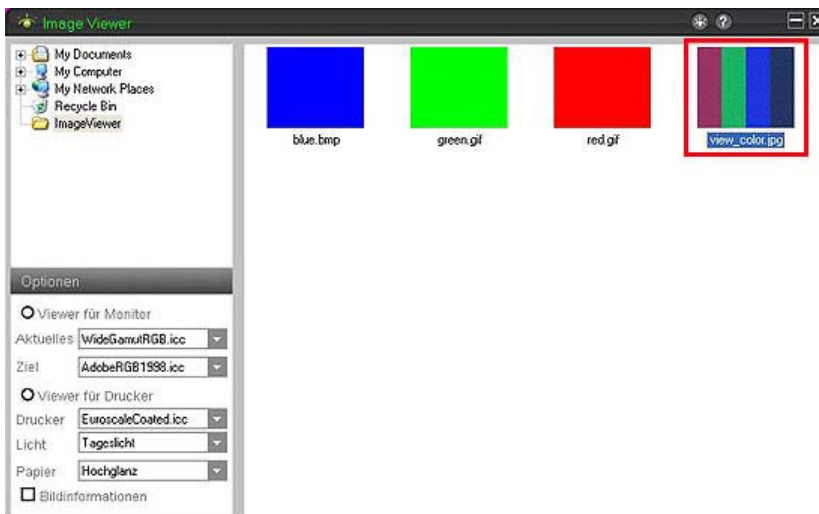 Image Viewer
My Documents
My Computer
My Network Places
Recycle Bin
ImageViewer
blue.bmp
green.gif
red.gif
view_color.jpg
Optionen
Viewer für Monitor
Aktuelles WideGamutRGB.icc
Ziel AdobeRGB1998.icc
Viewer für Drucker
Drucker EuroscaleCoated.icc
Licht Tageslicht
Papier Hochglanz
Bildinformationen